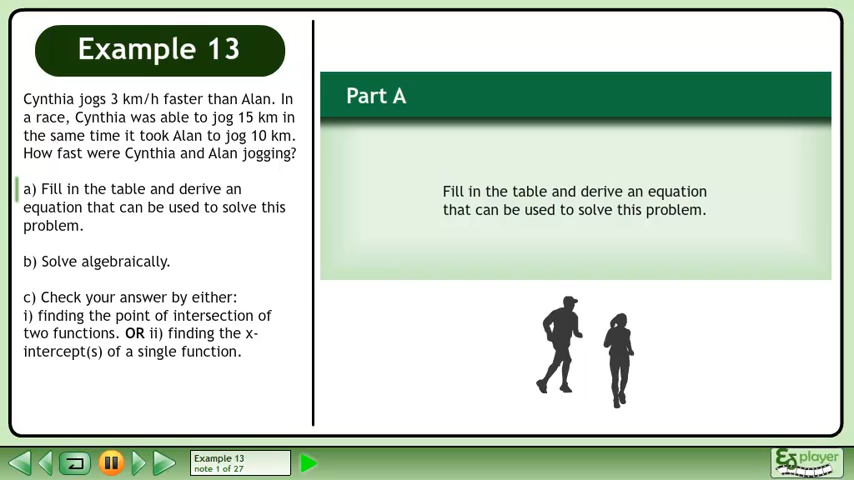 Example 13
Cynthia jogs 3 km/h faster than Alan. In
a race, Cynthia was able to jog 15 km in
the same time it took Alan to jog 10 km.
How fast were Cynthia and Alan jogging?
a) Fill in the table and derive an
equation that can be used to solve this
problem.
b) Solve algebraically.
c) Check your answer by either:
i) finding the point of intersection of
two functions. OR ii) finding the x-
intercept(s) of a single function.
Part A
Fill in the table and derive an equation
that can be used to solve this problem.
Example 13
note 1 of 27
player